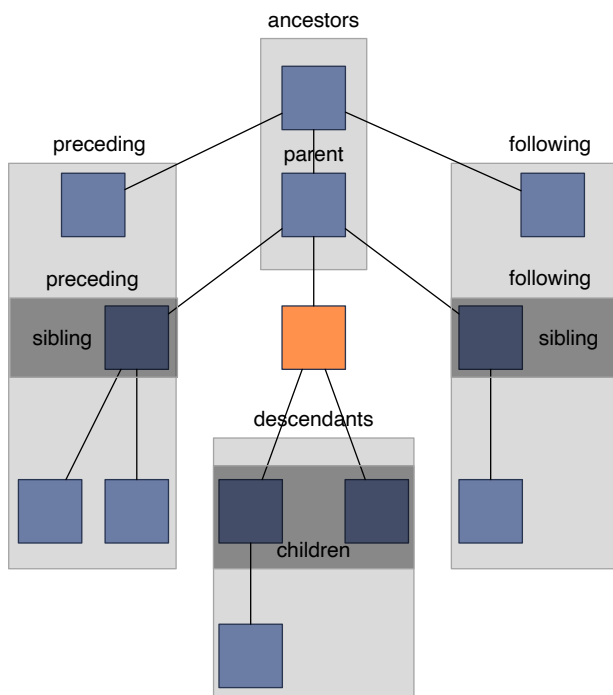 ancestors
preceding
parent
following
preceding
following
sibling
sibling
descendants
children